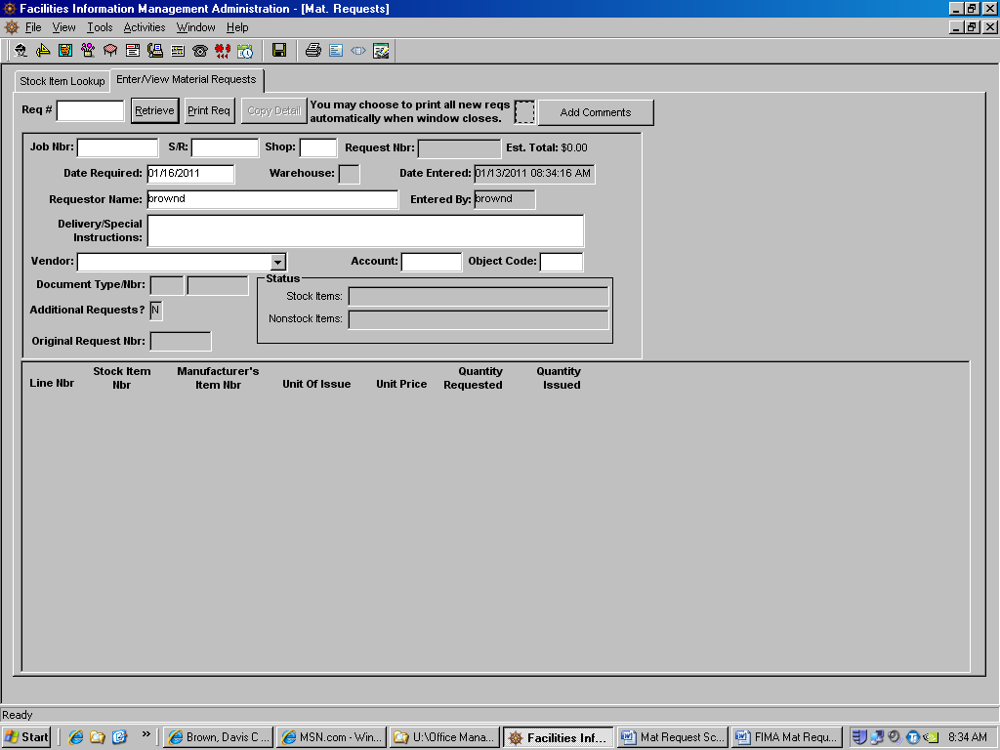 Facilities Information Management Administration - [Mat. Requests]
File View Tools Activities Window Help
Stock Item Lookup Enter/View Material Requests
Req # Retrieve Print Req Copy Detail You may choose to print all new reqs
automatically when window closes. Add Comments
Job Nbr: S/R: Shop: Request Nbr: Est. Total: $0.00
Date Required: 01/16/2011 Warehouse: Date Entered: 01/13/2011 08:34:16 AM
Requestor Name: brownd Entered By: brownd
Delivery/Special
Instructions:
Vendor: Account: Object Code:
Document Type/Nbr: Status
Stock Items:
Additional Requests? N
Nonstock Items:
Original Request Nbr:
Line Nbr Stock Item Nbr Manufacturer's Item Nbr Unit Of Issue Unit Price Quantity Requested Quantity Issued
Ready
Start » Brown, Davis C ... MSN.com - Win... U:\Office Mana... Facilities Inf... Mat Request Sc... FIMA Mat Requ... 8:34 AM